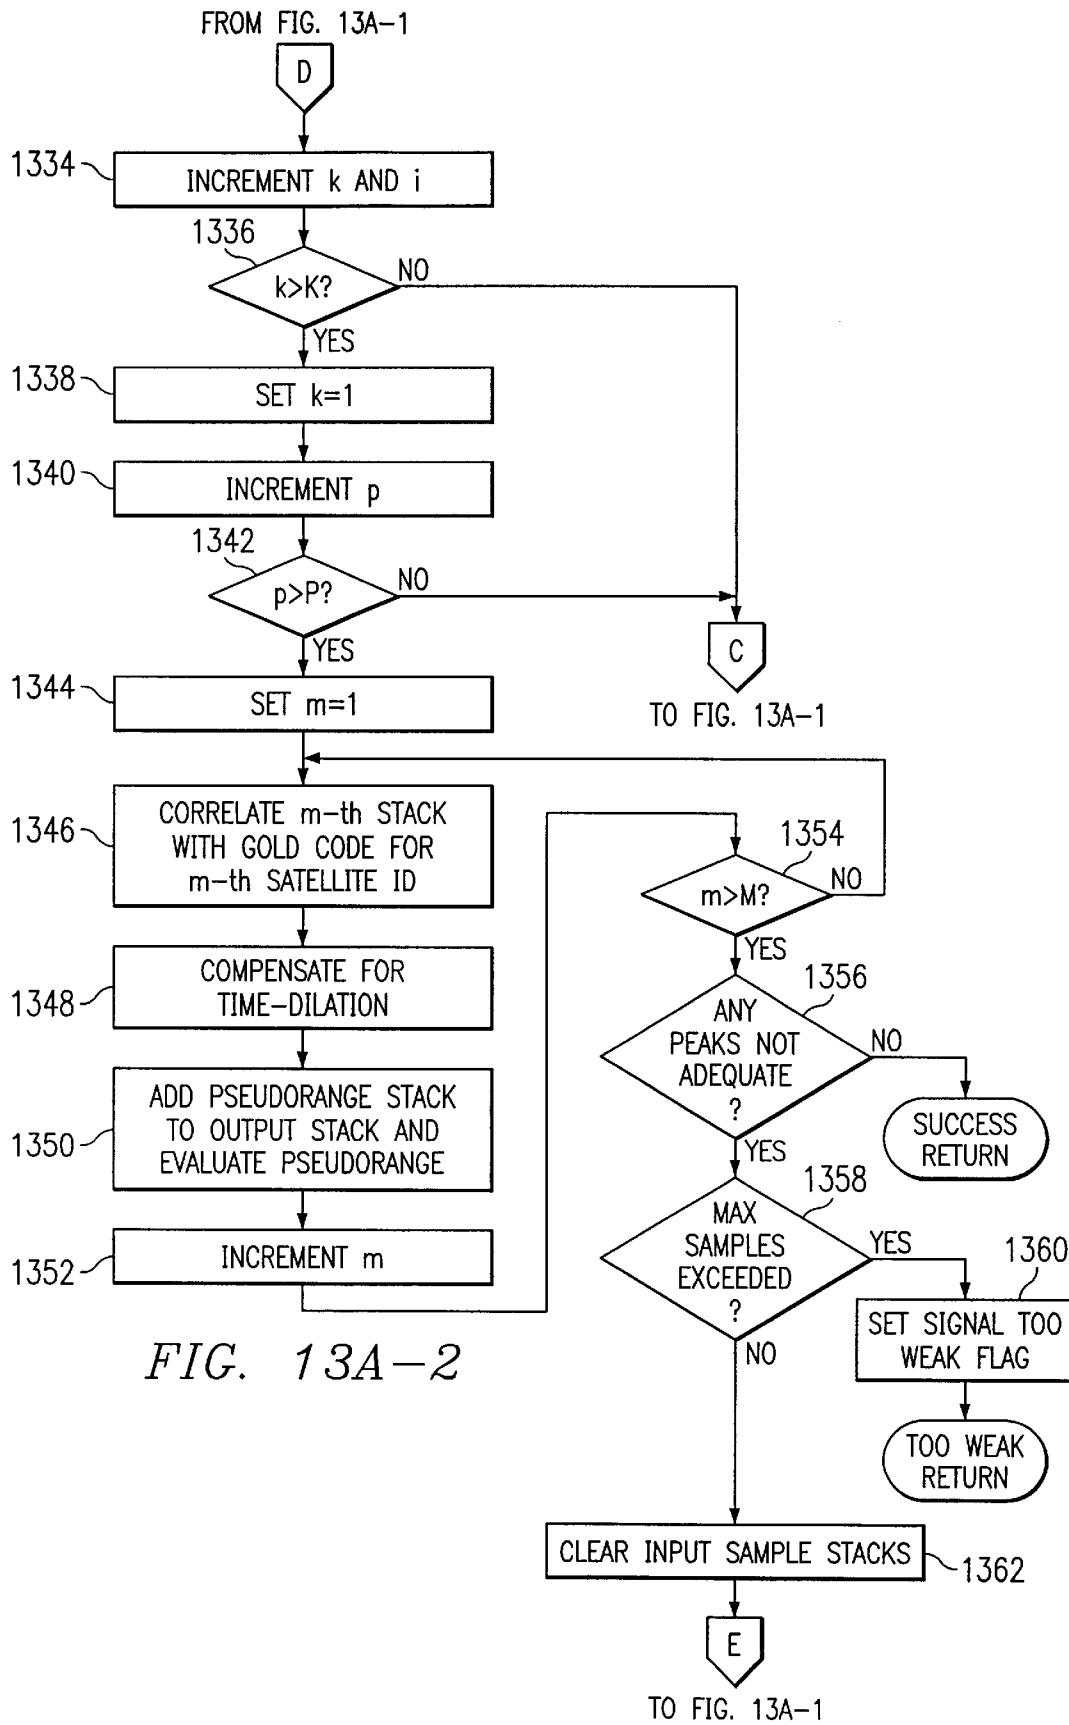 FROM FIG. 13A-1
D
1334
INCREMENT k AND i
1336
k>K?
NO
YES
1338
SET k=1
1340
INCREMENT p
1342
p>P?
NO
YES
C
TO FIG. 13A-1
1344
SET m=1
1346
CORRELATE m-th STACK
WITH GOLD CODE FOR
m-th SATELLITE ID
1348
COMPENSATE FOR
TIME-DILATION
1350
ADD PSEUDORANGE STACK
TO OUTPUT STACK AND
EVALUATE PSEUDORANGE
1352
INCREMENT m
1354
m>M?
NO
YES
1356
ANY
PEAKS NOT
ADEQUATE
?
NO
SUCCESS
RETURN
YES
1358
MAX
SAMPLES
EXCEEDED
?
YES
1360
SET SIGNAL TOO
WEAK FLAG
TOO WEAK
RETURN
NO
CLEAR INPUT SAMPLE STACKS
1362
E
TO FIG. 13A-1
FIG. 13A-2